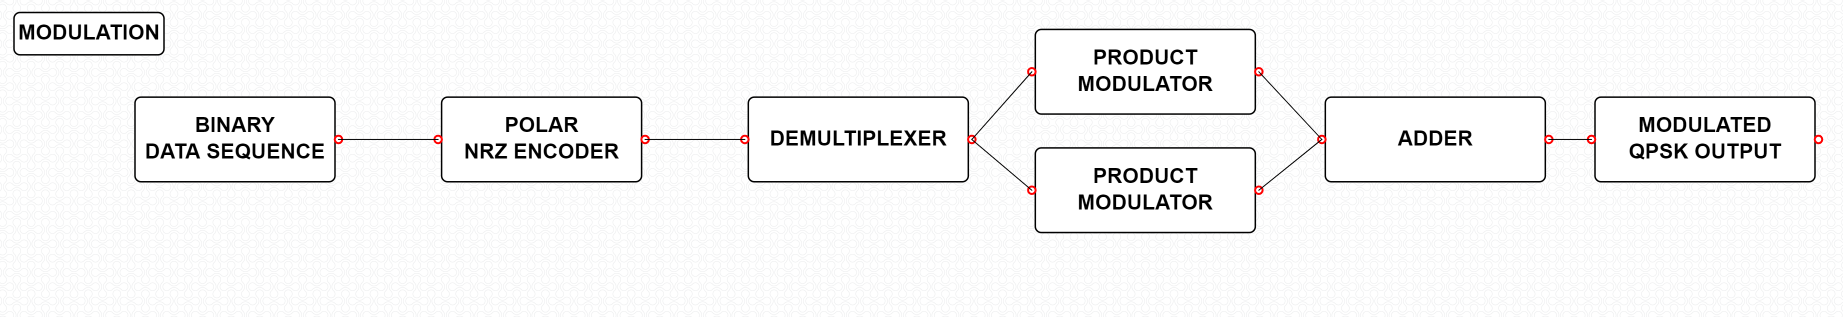 MODULATION
BINARY
DATA SEQUENCE
POLAR
NRZ ENCODER
DEMULTIPLEXER
PRODUCT
MODULATOR
PRODUCT
MODULATOR
ADDER
MODULATED
QPSK OUTPUT